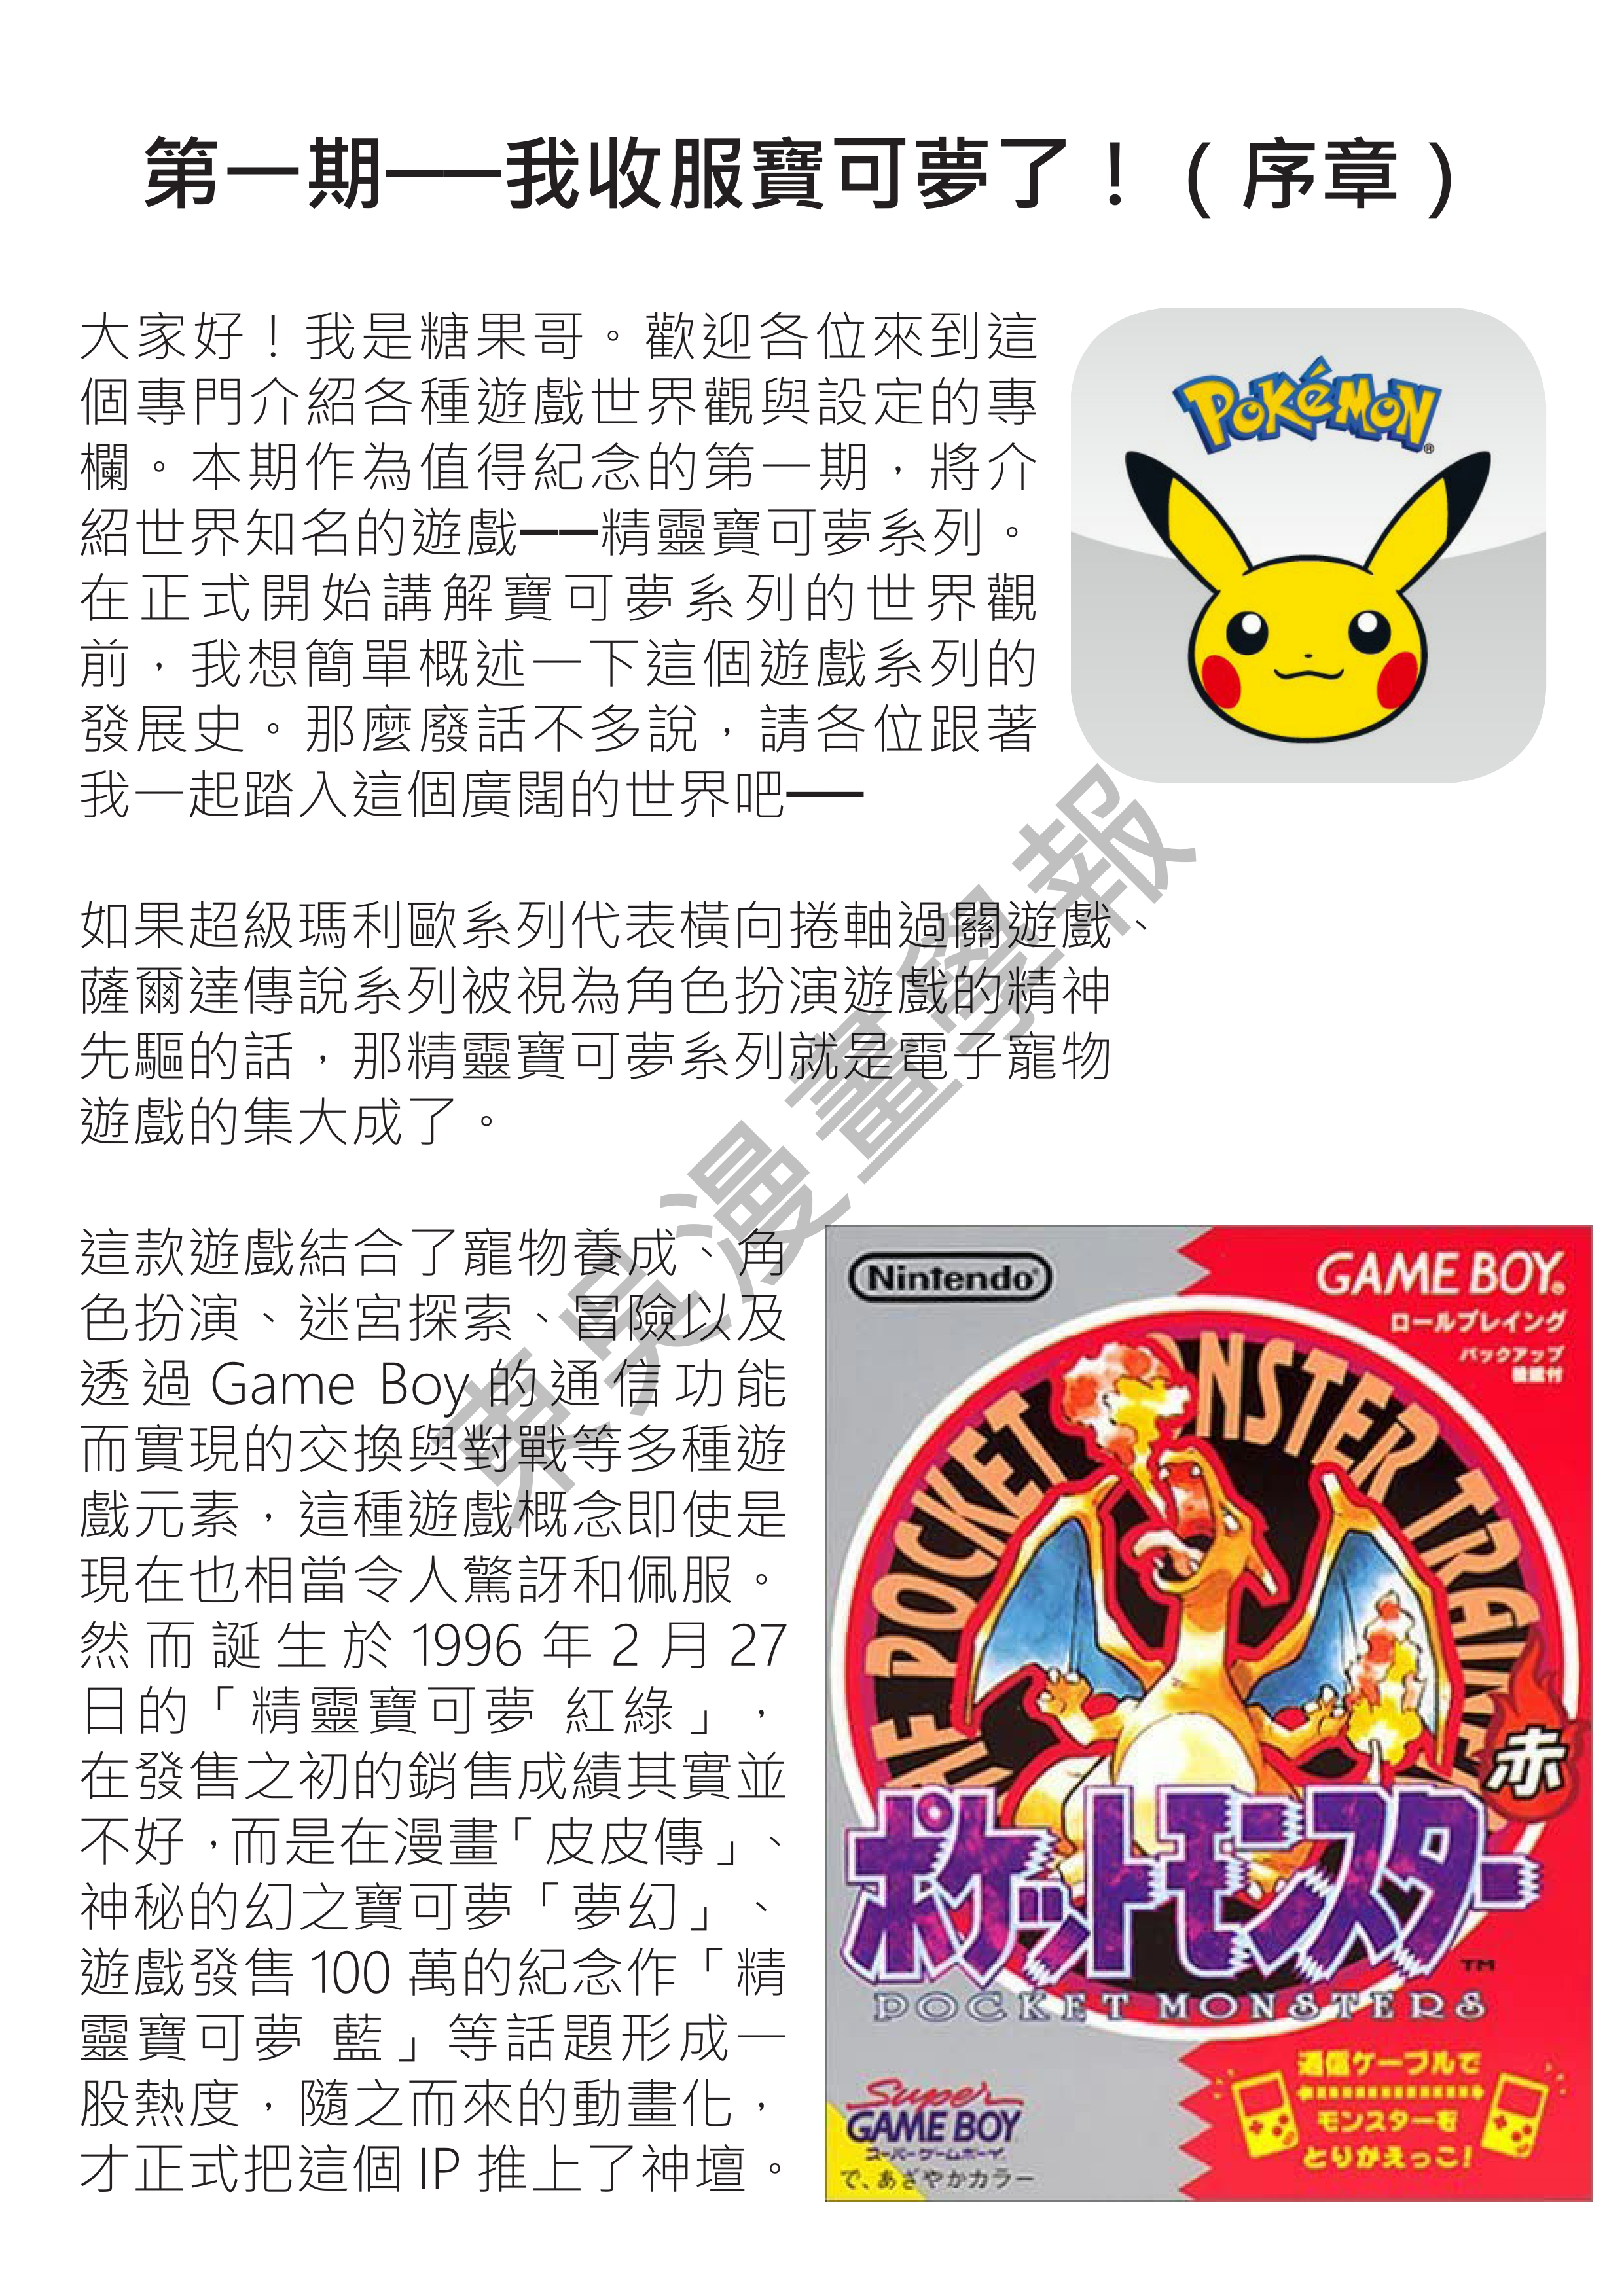 第一期——我收服寶可夢了！（序章）
大家好！我是糖果哥。歡迎各位來到這
個專門介紹各種遊戲世界觀與設定的專
欄。本期作為值得紀念的第一期，將介
紹世界知名的遊戲——精靈寶可夢系列。
在正式開始講解寶可夢系列的世界觀
前，我想簡單概述一下這個遊戲系列的
發展史。那麼廢話不多說，請各位跟著
我一起踏入這個廣闊的世界吧——
POKéMON®
如果超級瑪利歐系列代表橫向捲軸過關遊戲、
薩爾達傳說系列被視為角色扮演遊戲的精神
先驅的話，那精靈寶可夢系列就是電子寵物
遊戲的集大成了。
這款遊戲結合了寵物養成、角
色扮演、迷宮探索、冒險以及
透過 Game Boy 的通信功能
而實現的交換與對戰等多種遊
戲元素，這種遊戲概念即使是
現在也相當令人驚訝和佩服。
然而誕生於 1996 年 2 月 27
日的「精靈寶可夢 紅綠」，
在發售之初的銷售成績其實並
不好，而是在漫畫「皮皮傳」、
神秘的幻之寶可夢「夢幻」、
遊戲發售 100 萬的紀念作「精
靈寶可夢 藍」等話題形成一
股熱度，隨之而來的動畫化，
才正式把這個 IP 推上了神壇。
Nintendo
GAME BOY
ロールプレイング
バックアップ
POCKET MONSTER
赤
ポケットモンスター
TM
POCKET MONSTERS
通信ケーブルで
モンスターを
とりかえっこ!
Super
GAME BOY
スーパーゲームボーイ
で、あざやかカラー
東吳漫畫學報